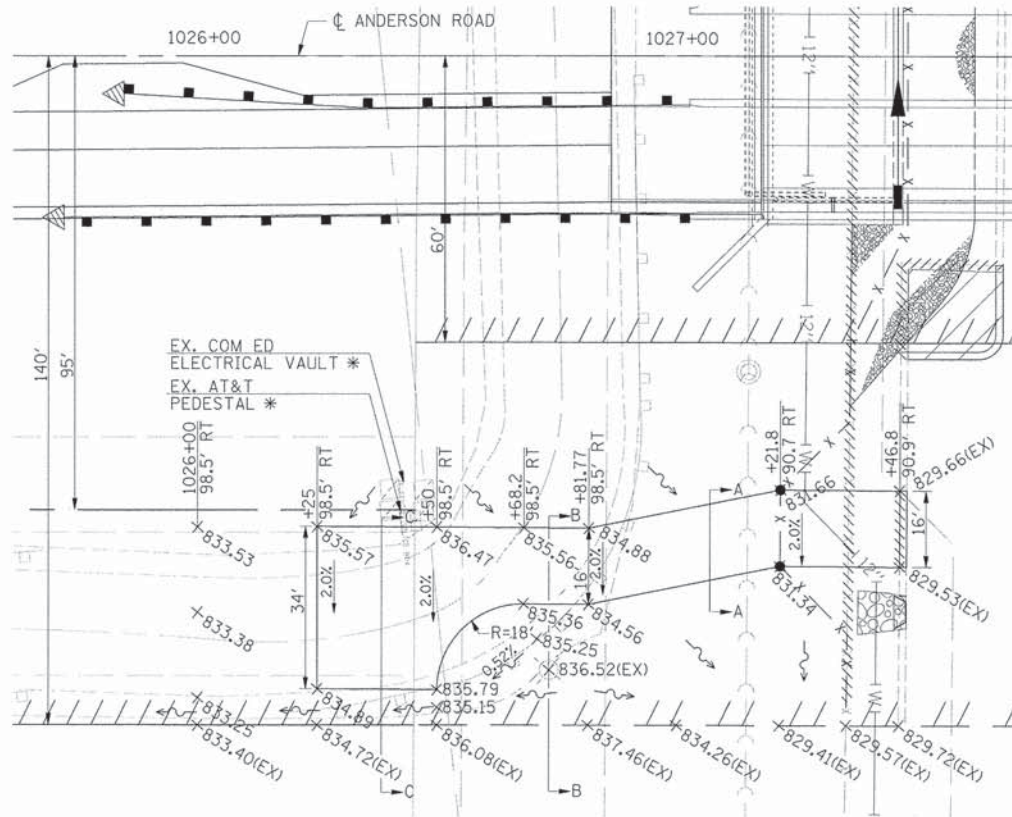 ℄ ANDERSON ROAD
1026+00
1027+00
12"
W
140'
95'
60'
12"
EX. COM ED
ELECTRICAL VAULT *
EX. AT&T
PEDESTAL *
1026+00
98.5' RT
+25
98.5' RT
+50
98.5' RT
+68.2
98.5' RT
+81.77
98.5' RT
+21.8
90.7 RT
+46.8
90.9' RT
829.66(EX)
W
C
B
A
831.66
833.53
835.57
836.47
835.56
834.88
34'
2.0%
2.0%
16'
2.0%
2.0%
16'
12"
829.53(EX)
831.34
A
833.38
835.36
834.56
R=18'
835.25
0.52%
836.52(EX)
835.79
835.15
833.25
834.89
W
833.40(EX)
834.72(EX)
836.08(EX)
837.46(EX)
834.26(EX)
829.41(EX)
829.57(EX)
829.72(EX)
C
B
X
X
X
X
X
X
X
X
X